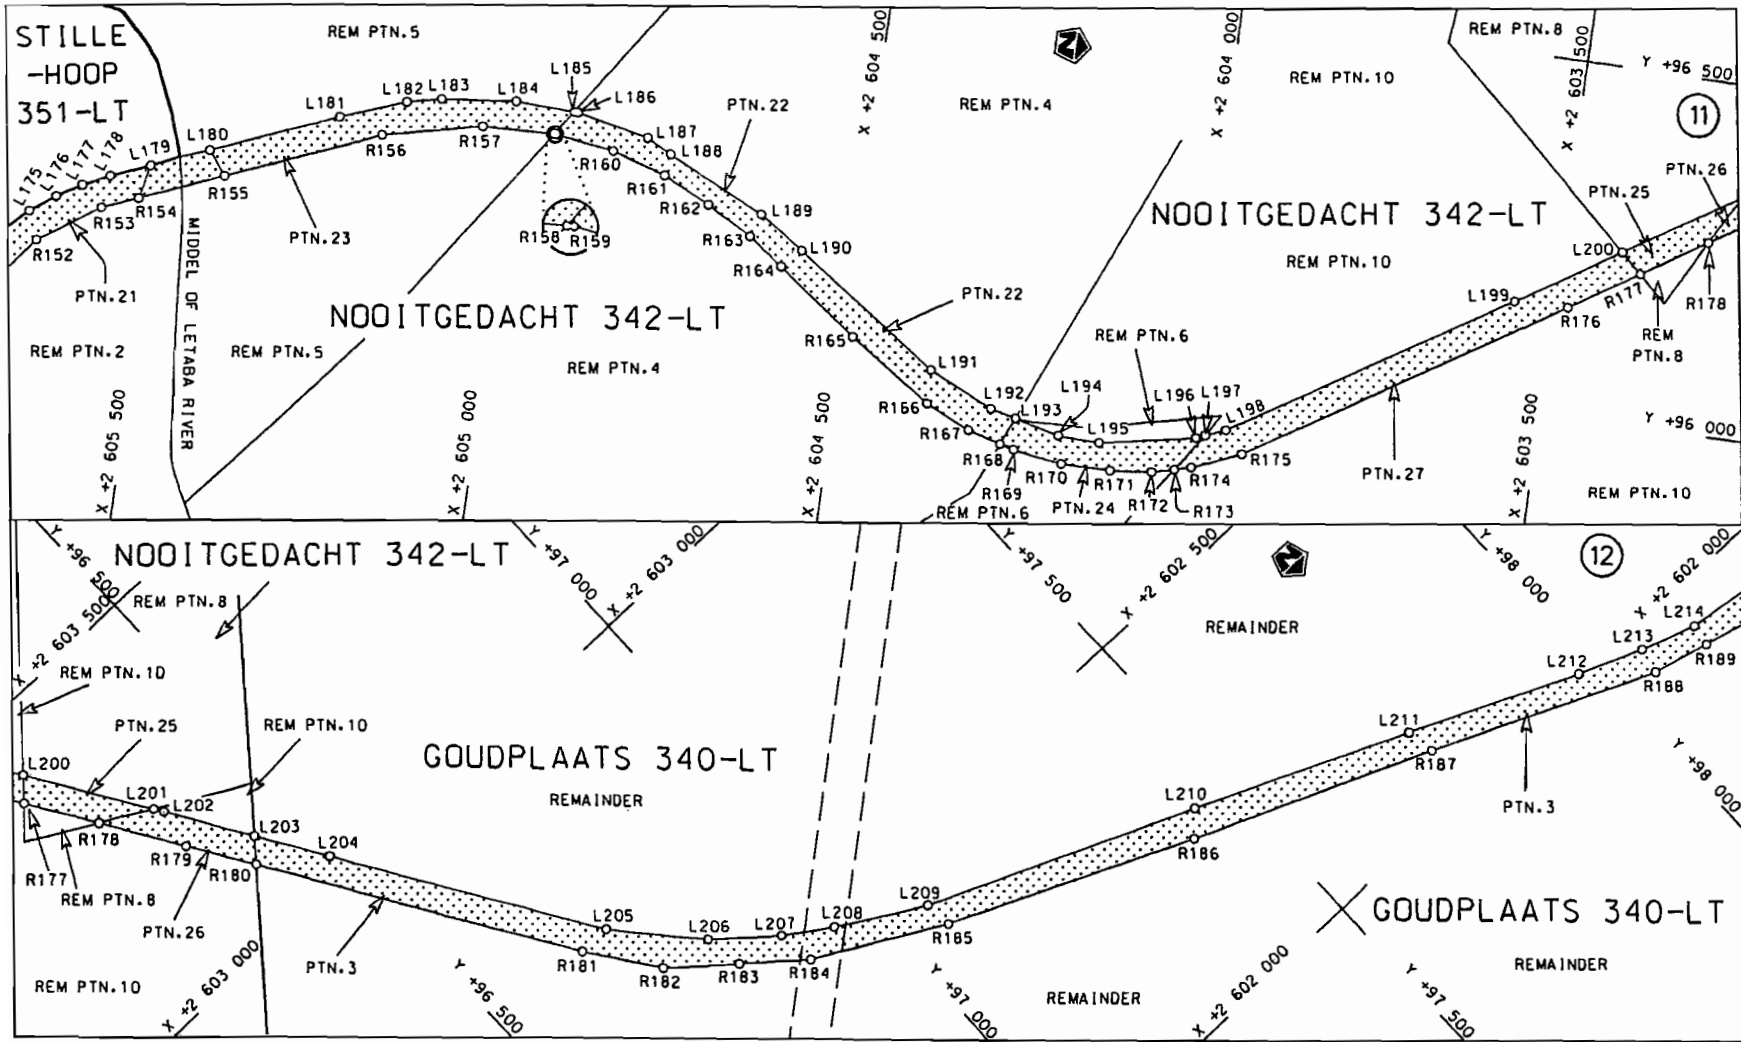 STILLE
-HOOP
351-LT
REM PTN.5
L185
L186
L184
L183
L182
L181
L180
L179
L178
L177
L176
L175
R152
R153
R154
R155
R156
R157
R158
R159
R160
R161
R162
R163
R164
R165
R166
R167
R168
R169
R170
R171
R172
R173
R174
R175
R176
R177
R178
L187
L188
L189
L190
L191
L192
L193
L194
L195
L196
L197
L198
L199
L200
PTN.22
PTN.23
PTN.21
MIDDEL OF LETABA RIVER
REM PTN.2
REM PTN.5
NOOITGEDACHT 342-LT
REM PTN.4
REM PTN.4
PTN.22
REM PTN.6
REM PTN.6
PTN.24
PTN.27
NOOITGEDACHT 342-LT
REM PTN.10
REM PTN.10
REM PTN.10
REM PTN.8
PTN.25
PTN.26
REM
PTN.8
11
X +2 604 500
X +2 604 000
X +2 603 500
Y +96 500
X +2 605 500
X +2 605 000
X +2 604 500
X +2 603 500
Y +96 000
NOOITGEDACHT 342-LT
REM PTN.8
REM PTN.10
PTN.25
REM PTN.10
L200
L201
L202
L203
L204
L205
L206
L207
L208
L209
L210
L211
L212
L213
L214
R177
R178
R179
R180
R181
R182
R183
R184
R185
R186
R187
R188
R189
REM PTN.8
PTN.26
REM PTN.10
PTN.3
GOUDPLAATS 340-LT
REMAINDER
REMAINDER
PTN.3
GOUDPLAATS 340-LT
REMAINDER
REMAINDER
12
Y +96 500
X +2 603 500
Y +97 000
X +2 603 000
Y +97 500
X +2 602 500
Y +98 000
X +2 602 000
Y +98 000
X +2 603 000
Y +96 500
Y +97 000
X +2 602 000
Y +97 500
N
N